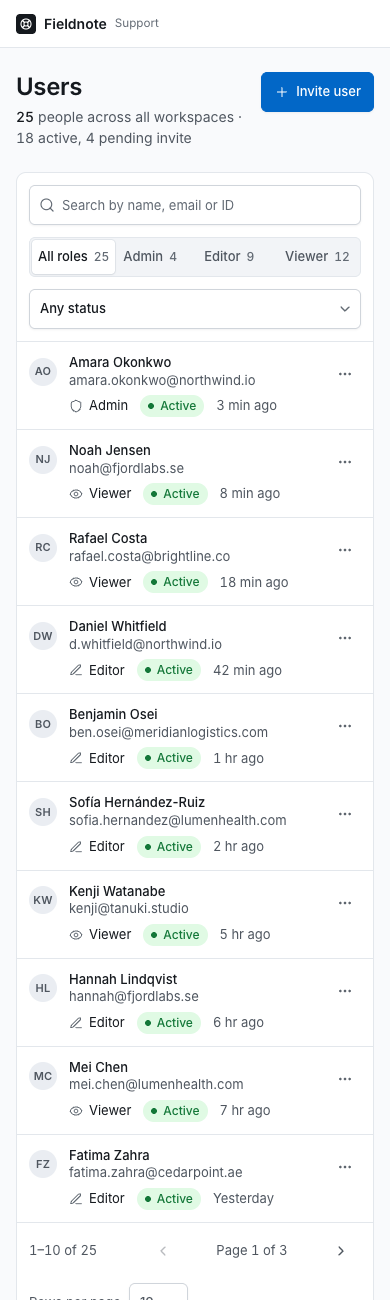 Fieldnote Support
Users
25 people across all workspaces ·
18 active, 4 pending invite
Invite user
Search by name, email or ID
All roles 25 Admin 4 Editor 9 Viewer 12
Any status
AO Amara Okonkwo
amara.okonkwo@northwind.io
Admin Active 3 min ago
NJ Noah Jensen
noah@fjordlabs.se
Viewer Active 8 min ago
RC Rafael Costa
rafael.costa@brightline.co
Viewer Active 18 min ago
DW Daniel Whitfield
d.whitfield@northwind.io
Editor Active 42 min ago
BO Benjamin Osei
ben.osei@meridianlogistics.com
Editor Active 1 hr ago
SH Sofía Hernández-Ruiz
sofia.hernandez@lumenhealth.com
Editor Active 2 hr ago
KW Kenji Watanabe
kenji@tanuki.studio
Viewer Active 5 hr ago
HL Hannah Lindqvist
hannah@fjordlabs.se
Editor Active 6 hr ago
MC Mei Chen
mei.chen@lumenhealth.com
Viewer Active 7 hr ago
FZ Fatima Zahra
fatima.zahra@cedarpoint.ae
Editor Active Yesterday
1–10 of 25 Page 1 of 3
Rows per page 10